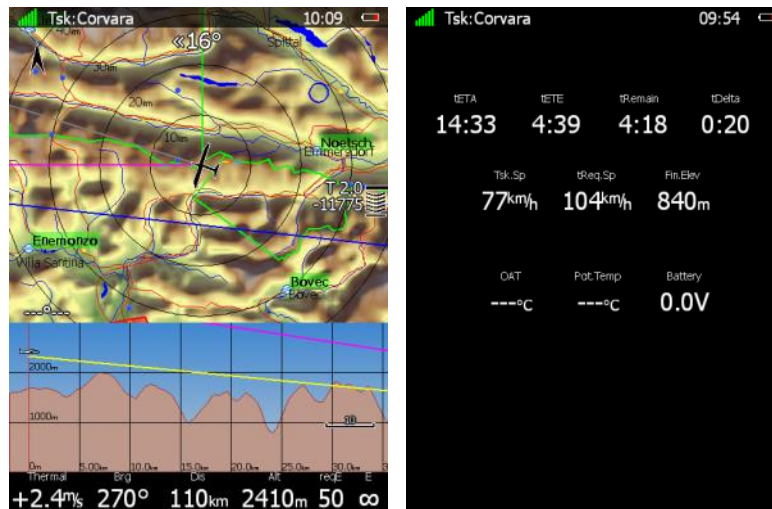 Tsk:Corvara 10:09
40km
«16°
Spittal
30km
20km
10km
Noetsch
Emmersdorf
T 2.0
-11775
Enemonzo
Villa Santina
Bovec
Bovec
---°---
2000m
1000m
10
0m 5.00km 10.0km 15.0km 20.0km 25.0km 30.0km 3
Thermal Brg Dis Alt reqE E
+2.4m/s 270° 110km 2410m 50 ∞
Tsk:Corvara 09:54
tETA tETE tRemain tDelta
14:33 4:39 4:18 0:20
Tsk.Sp tReq.Sp Fin.Elev
77km/h 104km/h 840m
OAT Pot.Temp Battery
---°C ---°C 0.0V